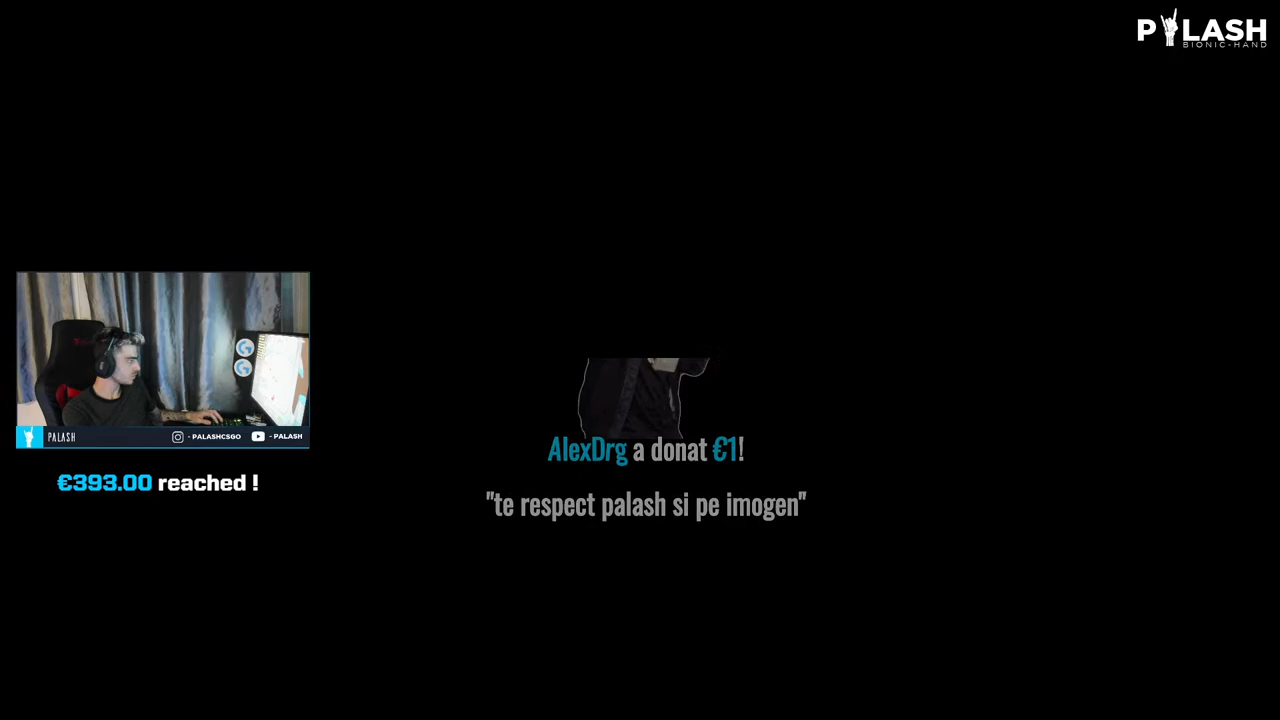 PALASH
BIONIC-HAND
PALASH
- PALASHCSGO
- PALASH
€393.00 reached !
AlexDrg a donat €1!
"te respect palash si pe imogen"